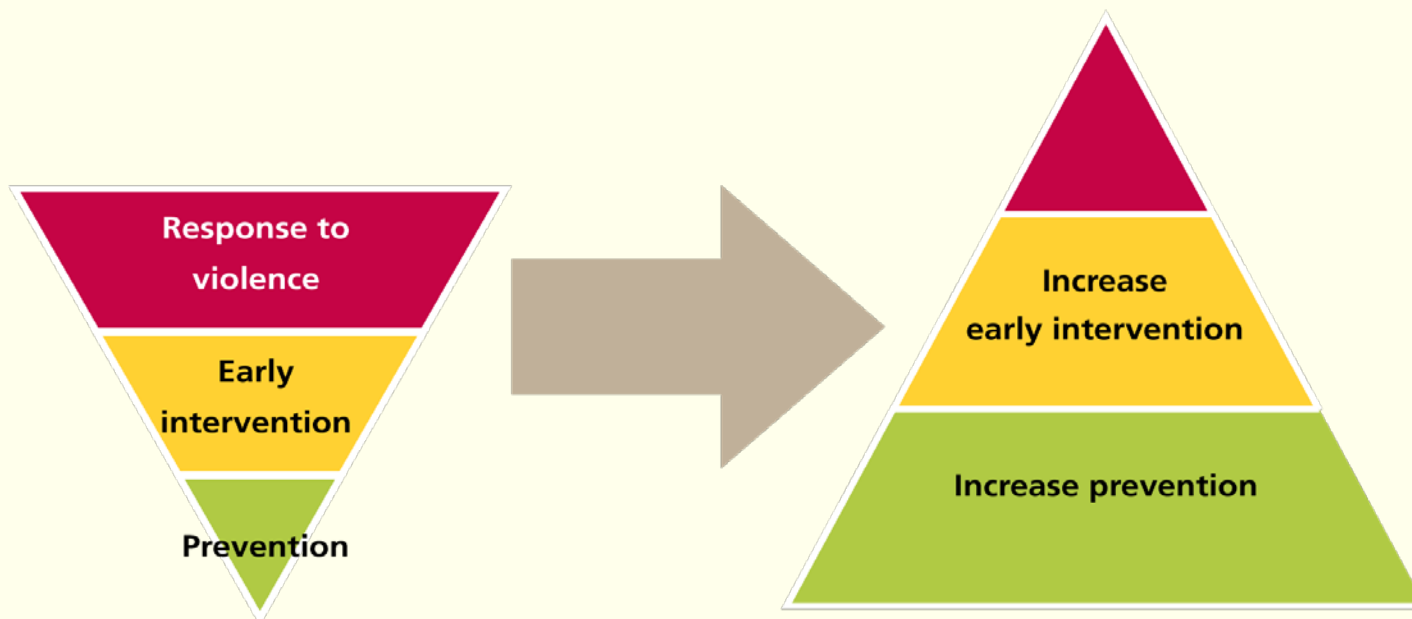 Response to
violence
Early
intervention
Prevention
Increase
early intervention
Increase prevention